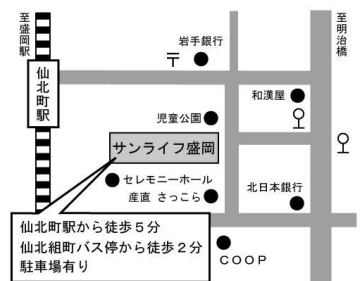 至盛岡駅
至明治橋
岩手銀行
〒
仙北町駅
和漢屋
児童公園
サンライフ盛岡
セレモニーホール
産直 さっこら
北日本銀行
仙北町駅から徒歩5分
仙北組町バス停から徒歩2分
駐車場有り
COOP